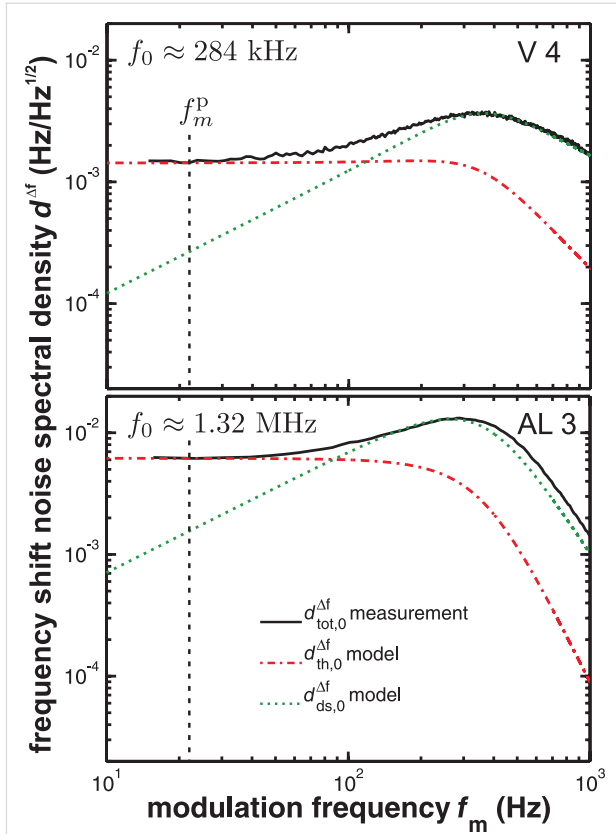 frequency shift noise spectral density d^Δf (Hz/Hz^1/2)
f_0 ≈ 284 kHz
V 4
f_m^p
10^-2
10^-3
10^-4
f_0 ≈ 1.32 MHz
AL 3
10^-2
10^-3
10^-4
d^Δf_tot,0 measurement
d^Δf_th,0 model
d^Δf_ds,0 model
10^1 10^2 10^3
modulation frequency f_m (Hz)